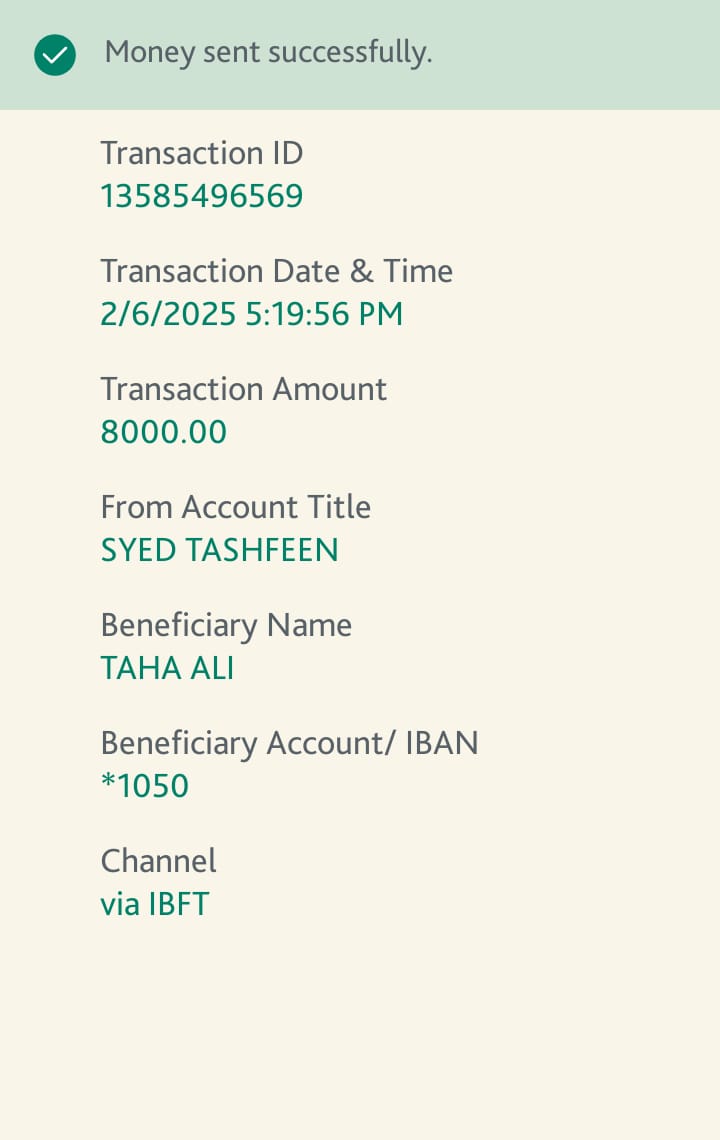 Money sent successfully.
Transaction ID
13585496569
Transaction Date & Time
2/6/2025 5:19:56 PM
Transaction Amount
8000.00
From Account Title
SYED TASHFEEN
Beneficiary Name
TAHA ALI
Beneficiary Account/ IBAN
*1050
Channel
via IBFT